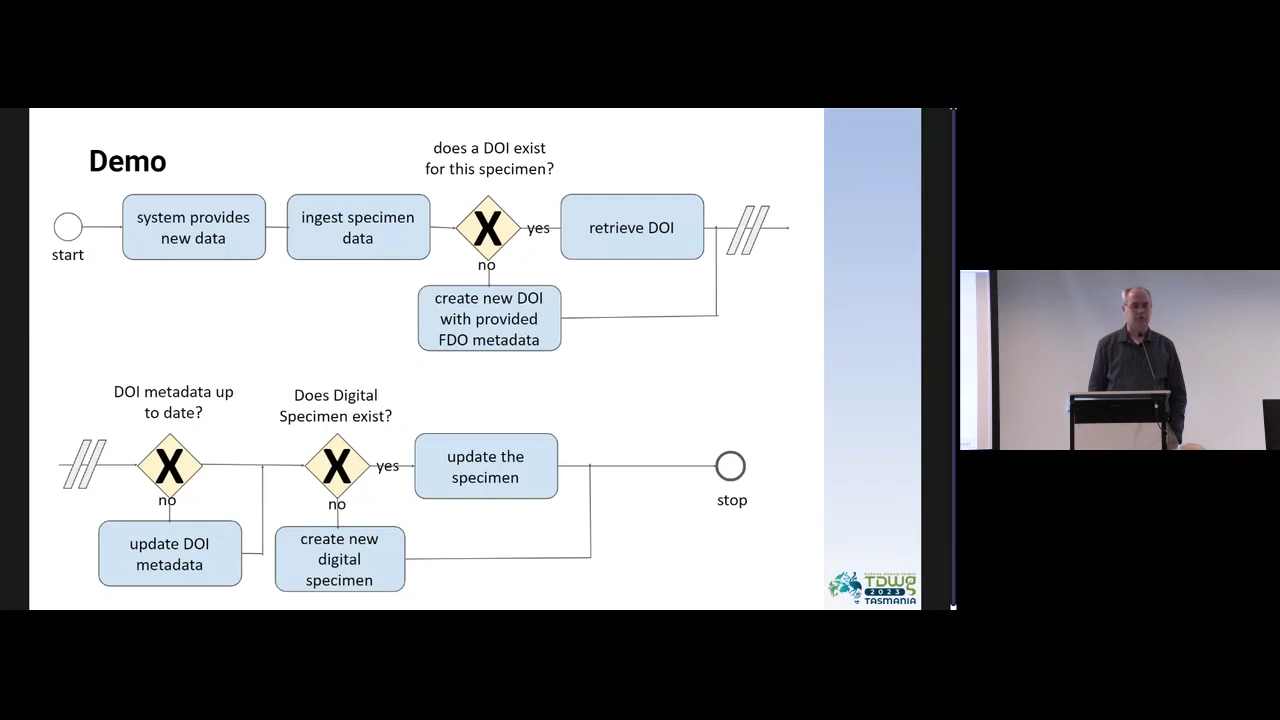 Demo
does a DOI exist
for this specimen?
start
system provides
new data
ingest specimen
data
X
yes
no
retrieve DOI
create new DOI
with provided
FDO metadata
DOI metadata up
to date?
X
no
update DOI
metadata
Does Digital
Specimen exist?
X
yes
no
update the
specimen
create new
digital
specimen
stop
TDWG
2023
TASMANIA